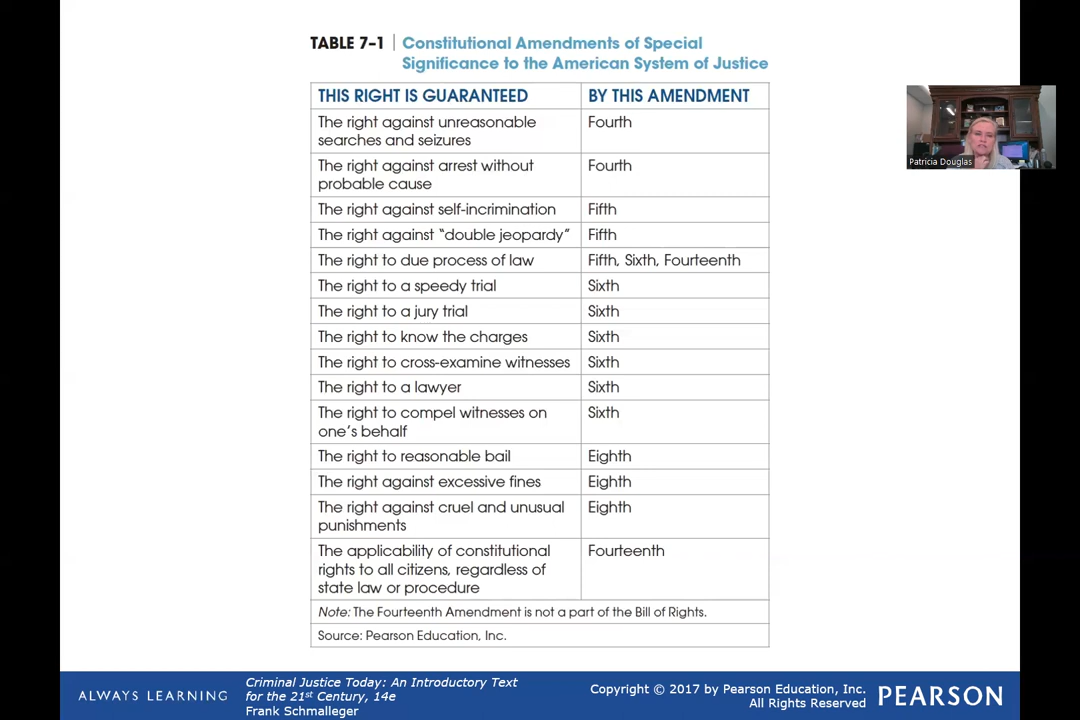 TABLE 7–1 | Constitutional Amendments of Special
Significance to the American System of Justice
THIS RIGHT IS GUARANTEED BY THIS AMENDMENT
The right against unreasonable Fourth
searches and seizures
The right against arrest without Fourth
probable cause
The right against self-incrimination Fifth
The right against “double jeopardy” Fifth
The right to due process of law Fifth, Sixth, Fourteenth
The right to a speedy trial Sixth
The right to a jury trial Sixth
The right to know the charges Sixth
The right to cross-examine witnesses Sixth
The right to a lawyer Sixth
The right to compel witnesses on Sixth
one’s behalf
The right to reasonable bail Eighth
The right against excessive fines Eighth
The right against cruel and unusual Eighth
punishments
The applicability of constitutional Fourteenth
rights to all citizens, regardless of
state law or procedure
Note: The Fourteenth Amendment is not a part of the Bill of Rights.
Source: Pearson Education, Inc.
Patricia Douglas
ALWAYS LEARNING
Criminal Justice Today: An Introductory Text
for the 21st Century, 14e
Frank Schmalleger
Copyright © 2017 by Pearson Education, Inc.
All Rights Reserved
PEARSON